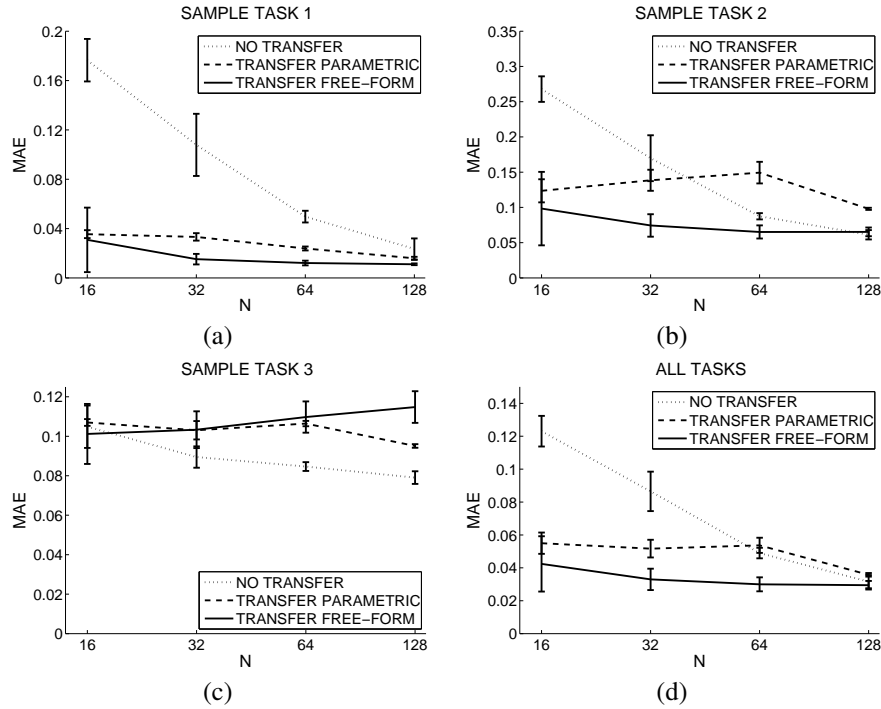 SAMPLE TASK 1
0.2
0.16
0.12
0.08
0.04
0
MAE
NO TRANSFER
TRANSFER PARAMETRIC
TRANSFER FREE−FORM
16 32 64 128
N
(a)
SAMPLE TASK 2
0.35
0.3
0.25
0.2
0.15
0.1
0.05
0
MAE
NO TRANSFER
TRANSFER PARAMETRIC
TRANSFER FREE−FORM
16 32 64 128
N
(b)
SAMPLE TASK 3
0.12
0.1
0.08
0.06
0.04
0.02
0
MAE
NO TRANSFER
TRANSFER PARAMETRIC
TRANSFER FREE−FORM
16 32 64 128
N
(c)
ALL TASKS
0.14
0.12
0.1
0.08
0.06
0.04
0.02
0
MAE
NO TRANSFER
TRANSFER PARAMETRIC
TRANSFER FREE−FORM
16 32 64 128
N
(d)